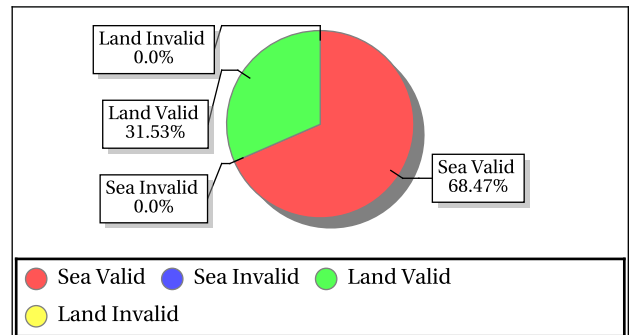 Land Invalid
0.0%
Land Valid
31.53%
Sea Invalid
0.0%
Sea Valid
68.47%
Sea Valid
Sea Invalid
Land Valid
Land Invalid